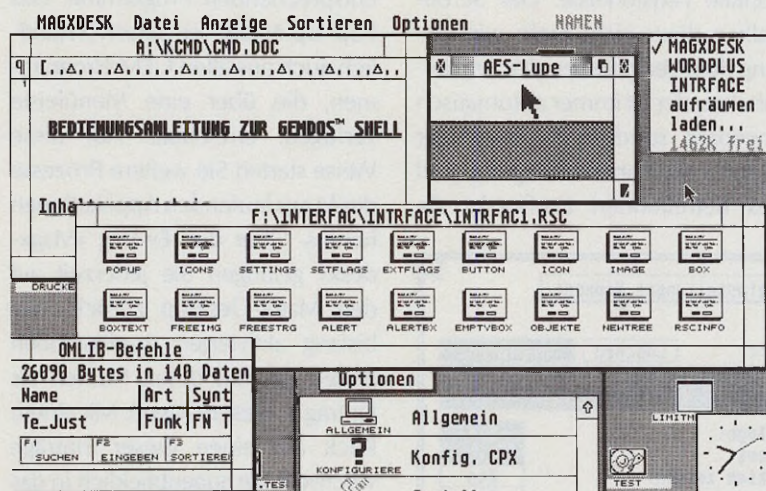 MAGXDESK Datei Anzeige Sortieren Optionen NAMEN
A:\KCMD\CMD.DOC
BEDIENUNGSANLEITUNG ZUR GEMDOS™ SHELL
AES-Lupe
✓ MAGXDESK
WORDPLUS
INTRFACE
aufräumen
laden...
1462k frei
F:\INTERFAC\INTRFACE\INTRFAC1.RSC
POPUP ICONS SETTINGS SETFLAGS EXTFLAGS BUTTON ICON IMAGE BOX
BOXTEXT FREEIMG FREESTRG ALERT ALERTBX EMPTVBOX OBJEKTE NEWTREE RSCINFO
DRUCKE
OMLIB-Befehle
26090 Bytes in 140 Daten
Name Art Synt
Te_Just Funk FN T
F1 SUCHEN F2 EINGEBEN F3 SORTIEREN
Optionen
ALLGEMEIN Allgemein
KONFIGURIERE Konfig. CPX
LIMITM
TEST
.TES